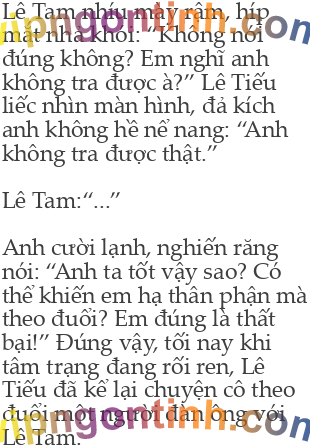 Lê Tam nhíu mày rậm, híp
mắt nhả khói: “Không nói
đúng không? Em nghĩ anh
không tra được à?” Lê Tiếu
liếc nhìn màn hình, đả kích
anh không hề nể nang: “Anh
không tra được thật.”

Lê Tam:“...”

Anh cười lạnh, nghiến răng
nói: “Anh ta tốt vậy sao? Có
thể khiến em hạ thân phận mà
theo đuổi? Em đúng là thất
bại!” Đúng vậy, tối nay khi
tâm trạng đang rối ren, Lê
Tiếu đã kể lại chuyện cô theo
đuổi một người đàn ông với
Lê Tam.
vipngontinh.com
vipngontinh.com